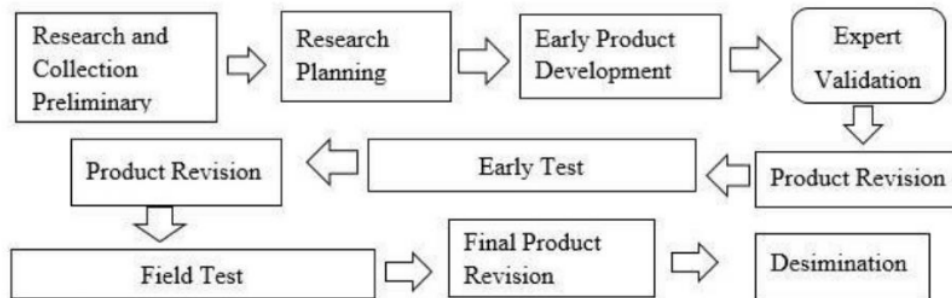 Research and
Collection
Preliminary
Research
Planning
Early Product
Development
Expert
Validation
Product Revision
Early Test
Product Revision
Field Test
Final Product
Revision
Desimination